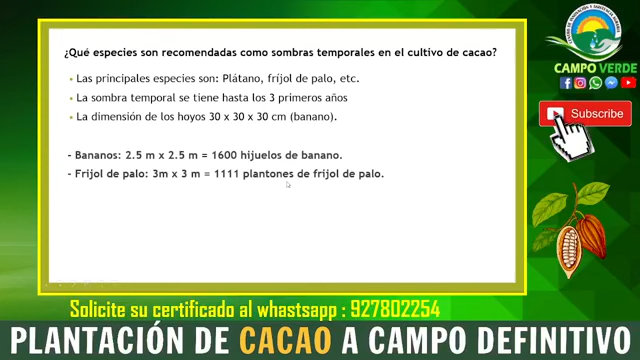 ¿Qué especies son recomendadas como sombras temporales en el cultivo de cacao?
Las principales especies son: Plátano, fríjol de palo, etc.
La sombra temporal se tiene hasta los 3 primeros años
La dimensión de los hoyos 30 x 30 x 30 cm (banano).
- Bananos: 2.5 m x 2.5 m = 1600 hijuelos de banano.
- Frijol de palo: 3m x 3 m = 1111 plantones de frijol de palo.
CAMPO VERDE
Subscribe
Solicite su certificado al whastsapp : 927802254
PLANTACIÓN DE CACAO A CAMPO DEFINITIVO